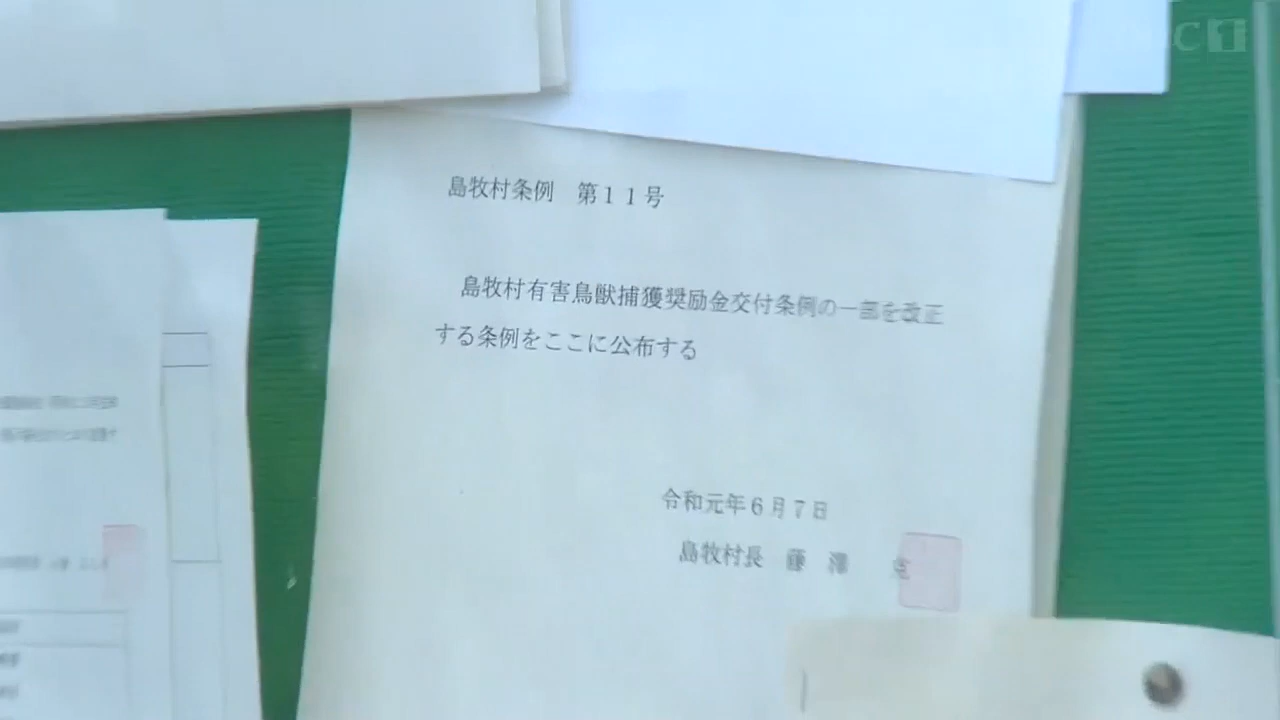 島牧村条例 第11号
島牧村有害鳥獣捕獲奨励金交付条例の一部を改正
する条例をここに公布する
令和元年6月7日
島牧村長 藤 澤 克